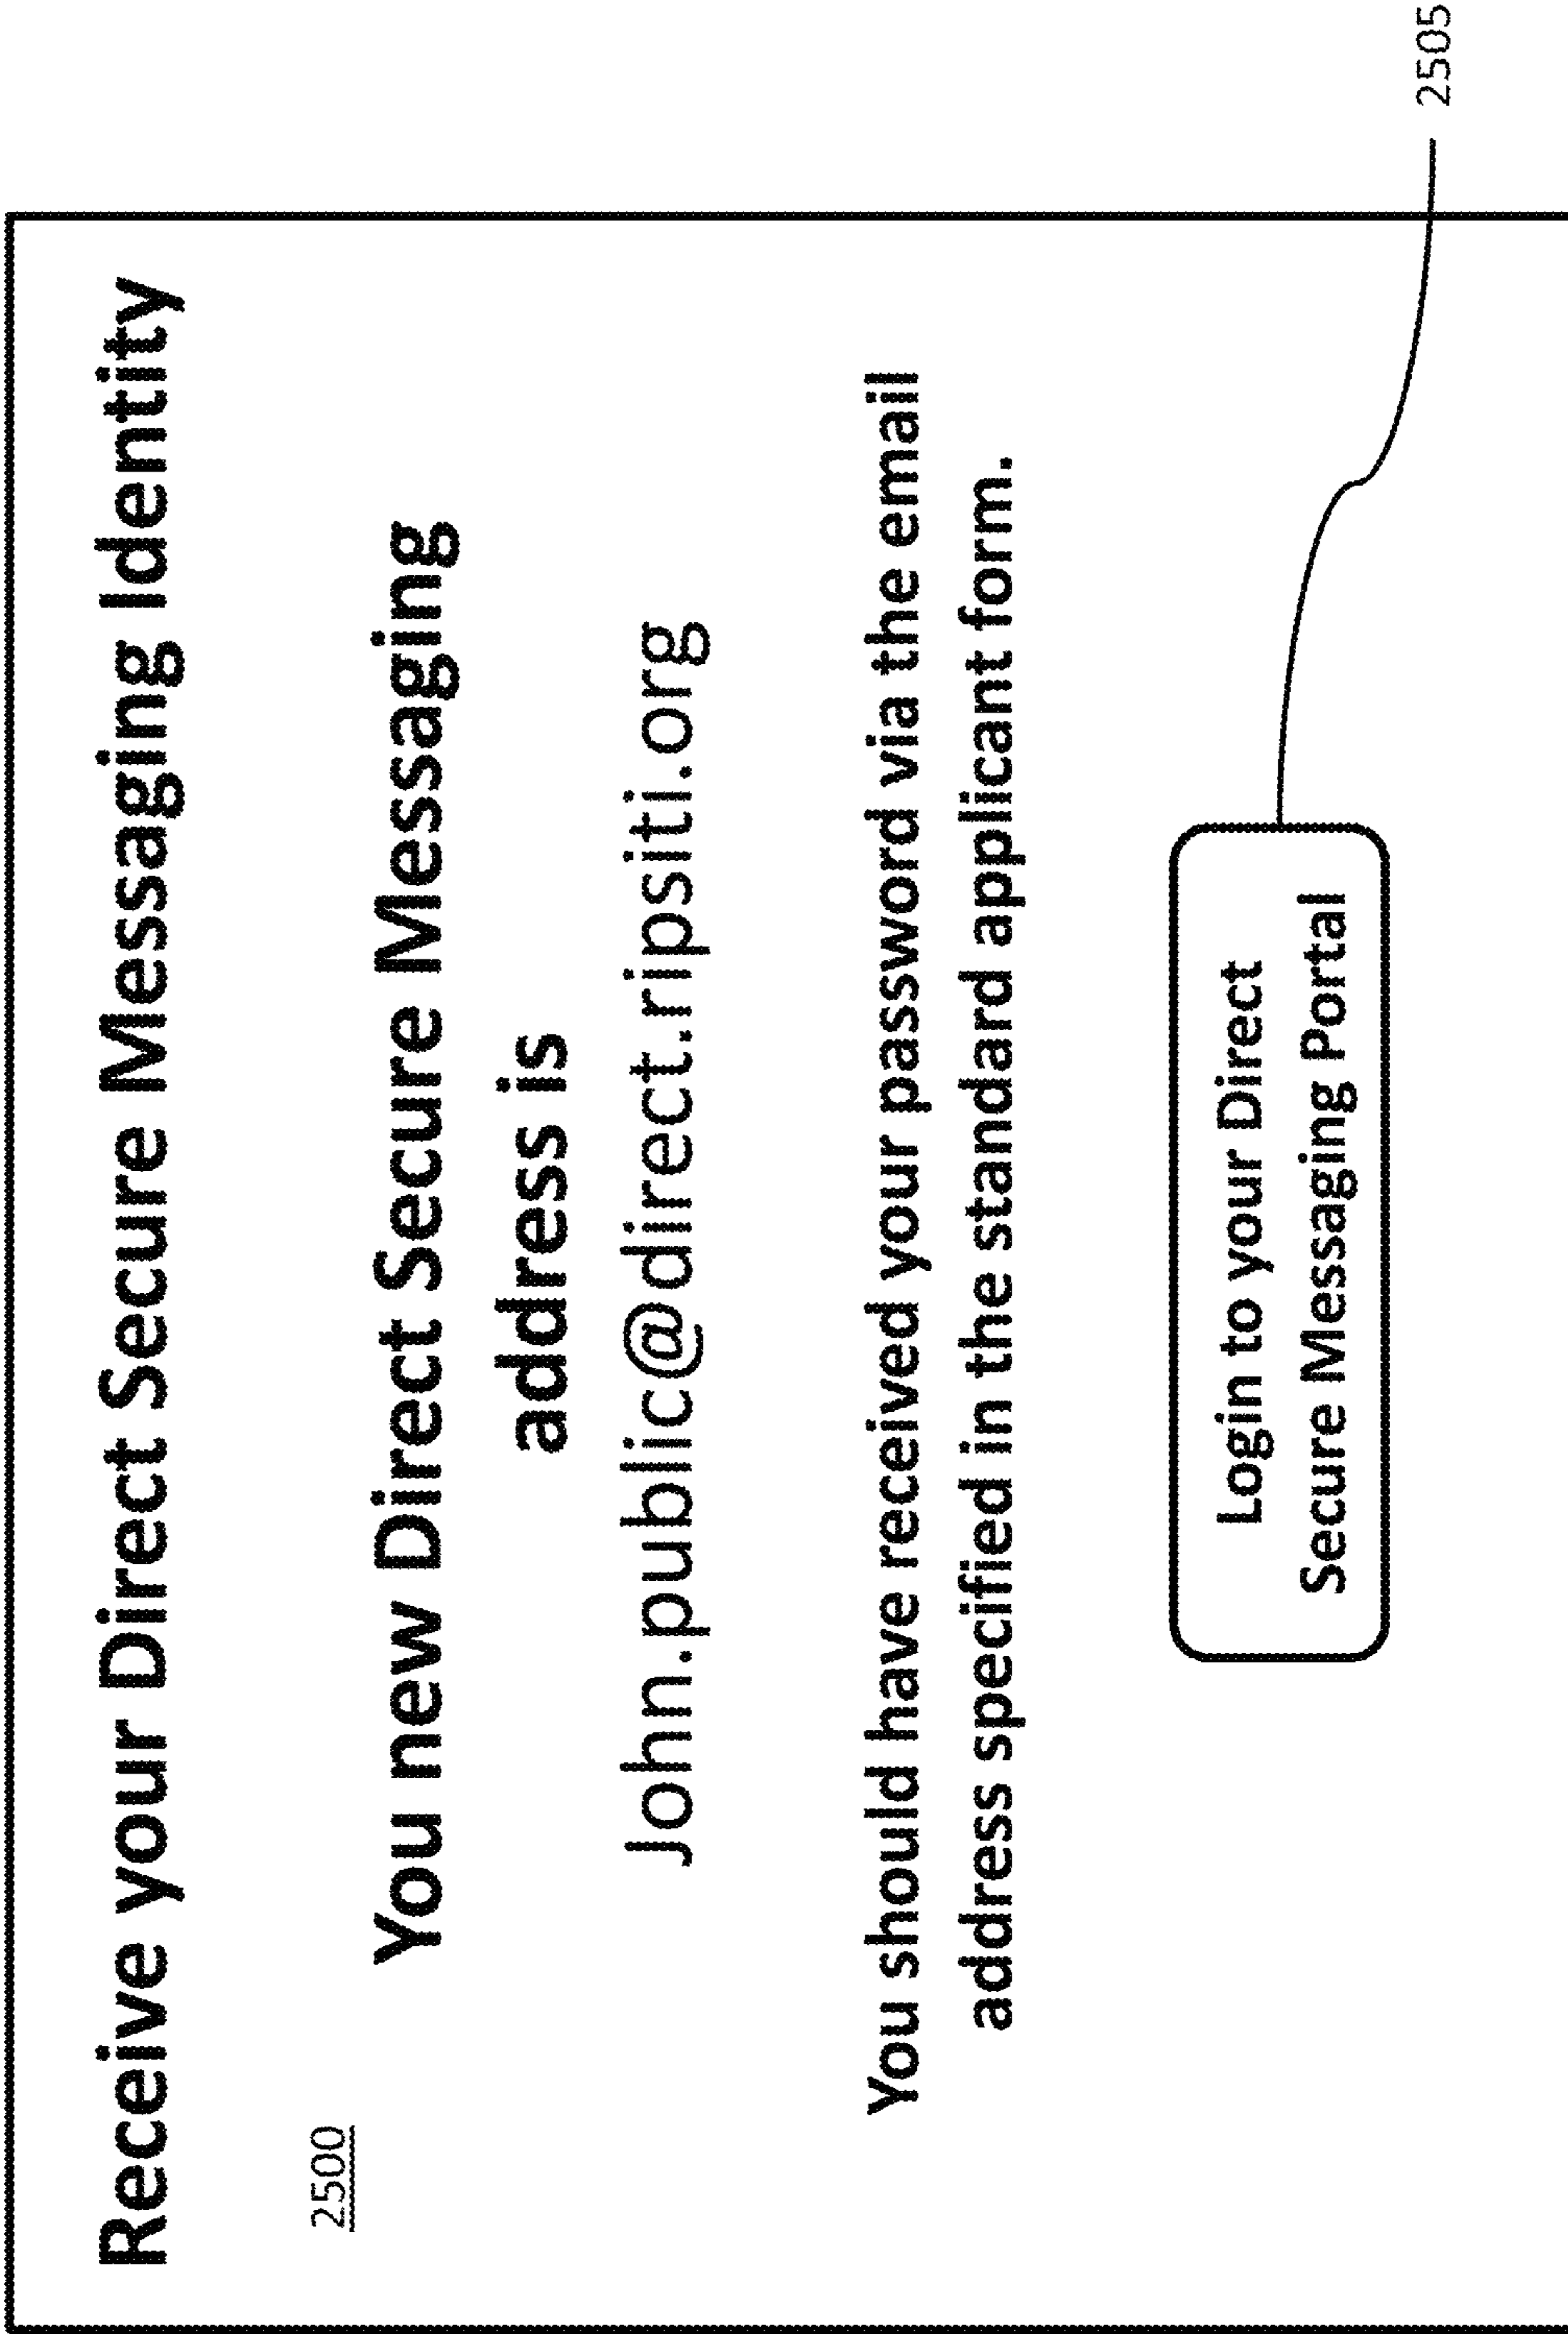 Receive your Direct Secure Messaging Identity
2500
You new Direct Secure Messaging
address is
John.public@direct.ripsiti.org
You should have received your password via the email
address specified in the standard applicant form.
Login to your Direct
Secure Messaging Portal
2505